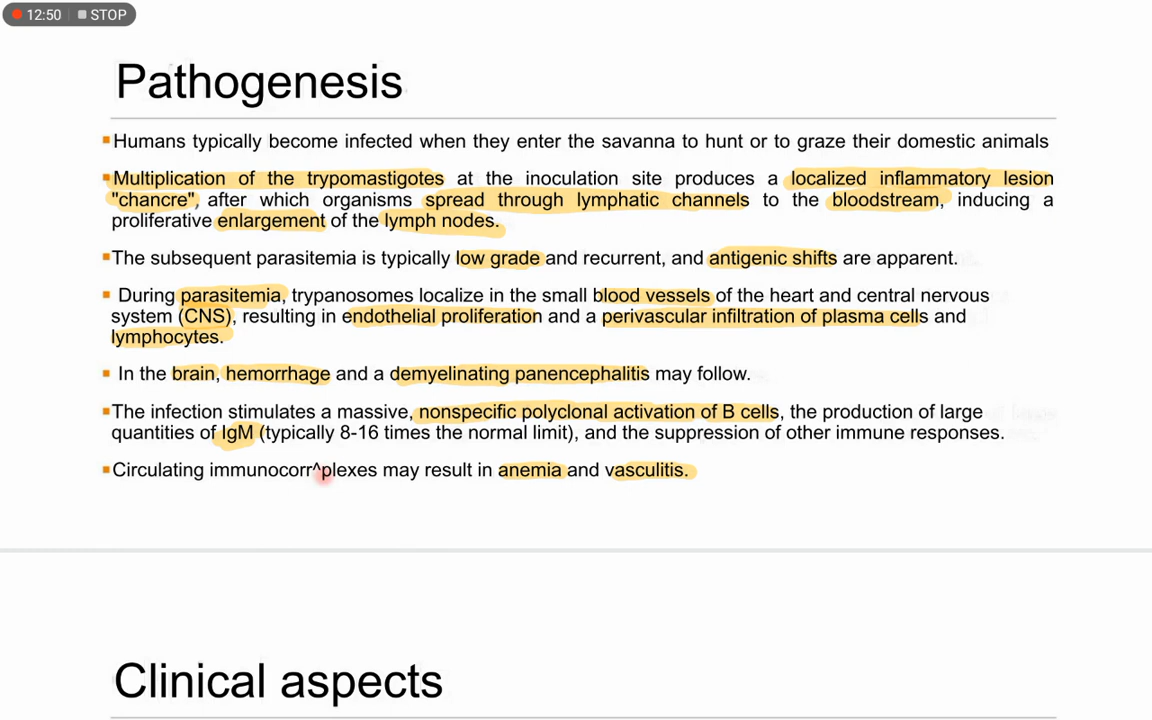 12:50 STOP
Pathogenesis
Humans typically become infected when they enter the savanna to hunt or to graze their domestic animals
Multiplication of the trypomastigotes at the inoculation site produces a localized inflammatory lesion
"chancre", after which organisms spread through lymphatic channels to the bloodstream, inducing a
proliferative enlargement of the lymph nodes.
The subsequent parasitemia is typically low grade and recurrent, and antigenic shifts are apparent.
During parasitemia, trypanosomes localize in the small blood vessels of the heart and central nervous
system (CNS), resulting in endothelial proliferation and a perivascular infiltration of plasma cells and
lymphocytes.
In the brain, hemorrhage and a demyelinating panencephalitis may follow.
The infection stimulates a massive, nonspecific polyclonal activation of B cells, the production of large
quantities of IgM (typically 8-16 times the normal limit), and the suppression of other immune responses.
Circulating immunocorr^plexes may result in anemia and vasculitis.
Clinical aspects